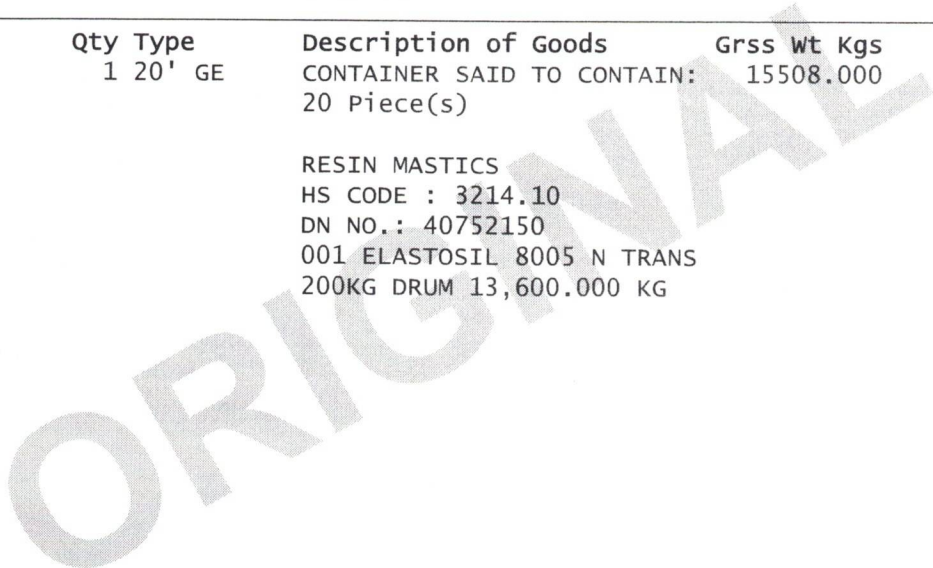 Qty Type Description of Goods Grss Wt Kgs
1 20' GE CONTAINER SAID TO CONTAIN: 15508.000
20 Piece(s)
RESIN MASTICS
HS CODE : 3214.10
DN NO.: 40752150
001 ELASTOSIL 8005 N TRANS
200KG DRUM 13,600.000 KG
ORIGINAL